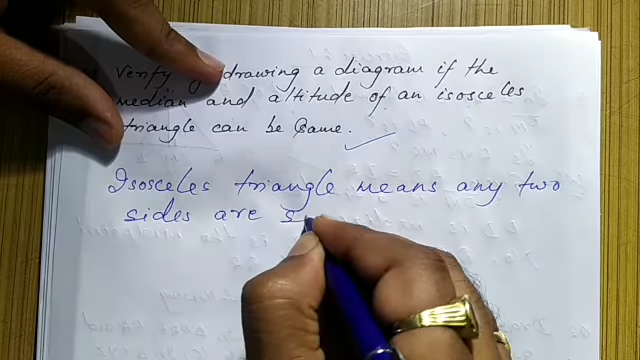 Verify drawing a diagram if the
median and altitude of an isosceles
triangle can be same.
Isosceles triangle means any two
sides are s